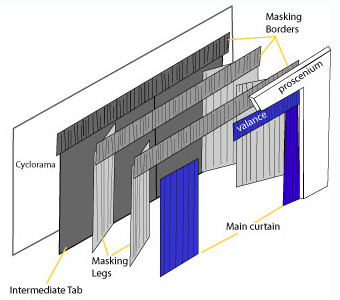 Masking
Borders
proscenium
valance
Cyclorama
Main curtain
Masking
Legs
Intermediate Tab